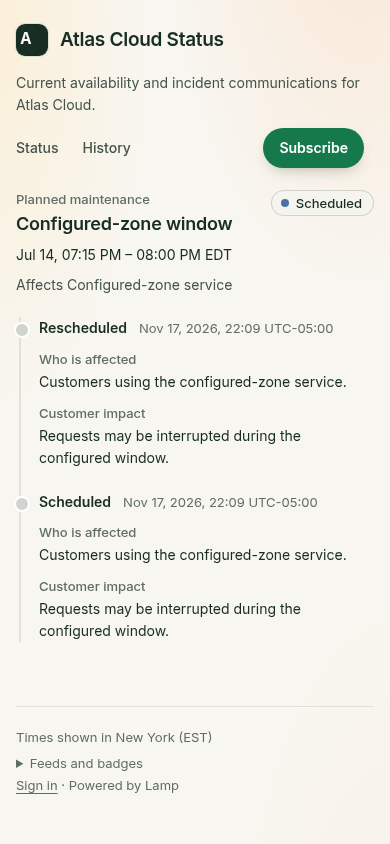 A Atlas Cloud Status
Current availability and incident communications for
Atlas Cloud.
Status History Subscribe
Planned maintenance
Scheduled
Configured-zone window
Jul 14, 07:15 PM – 08:00 PM EDT
Affects Configured-zone service
Rescheduled Nov 17, 2026, 22:09 UTC-05:00
Who is affected
Customers using the configured-zone service.
Customer impact
Requests may be interrupted during the
configured window.
Scheduled Nov 17, 2026, 22:09 UTC-05:00
Who is affected
Customers using the configured-zone service.
Customer impact
Requests may be interrupted during the
configured window.
Times shown in New York (EST)
Feeds and badges
Sign in · Powered by Lamp